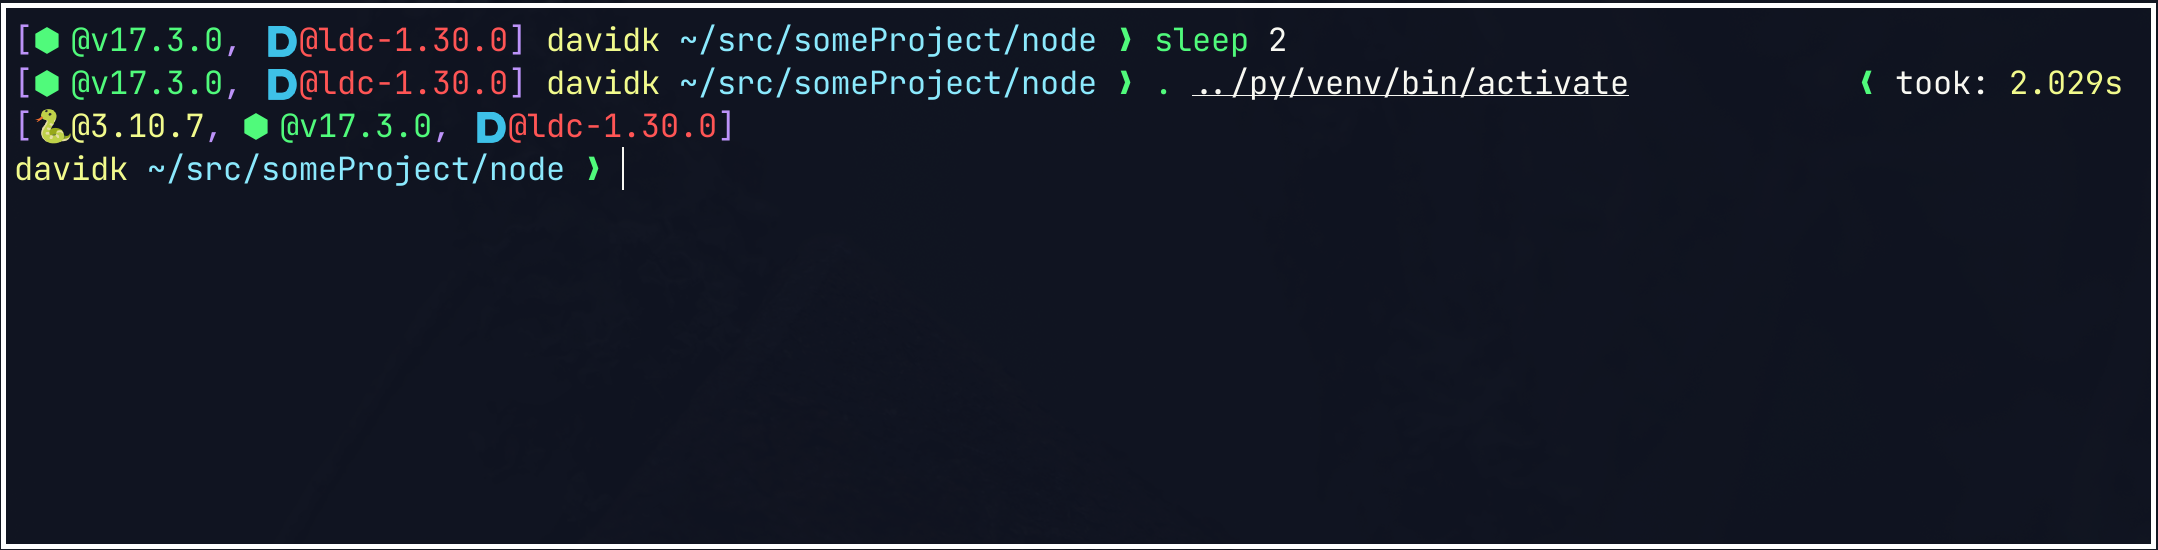 [⬢ @v17.3.0, D@ldc-1.30.0] davidk ~/src/someProject/node ❱ sleep 2
[⬢ @v17.3.0, D@ldc-1.30.0] davidk ~/src/someProject/node ❱ . ../py/venv/bin/activate ❰ took: 2.029s
[🐍@3.10.7, ⬢ @v17.3.0, D@ldc-1.30.0]
davidk ~/src/someProject/node ❱